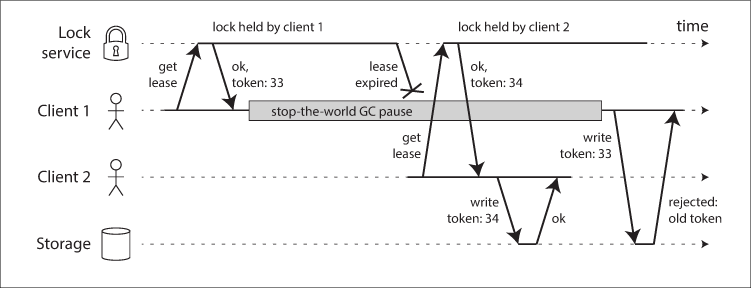 Lock
service
lock held by client 1
lock held by client 2
time
get
lease
ok,
token: 33
lease
expired
ok,
token: 34
Client 1
stop-the-world GC pause
get
lease
write
token: 33
Client 2
write
token: 34
ok
rejected:
old token
Storage